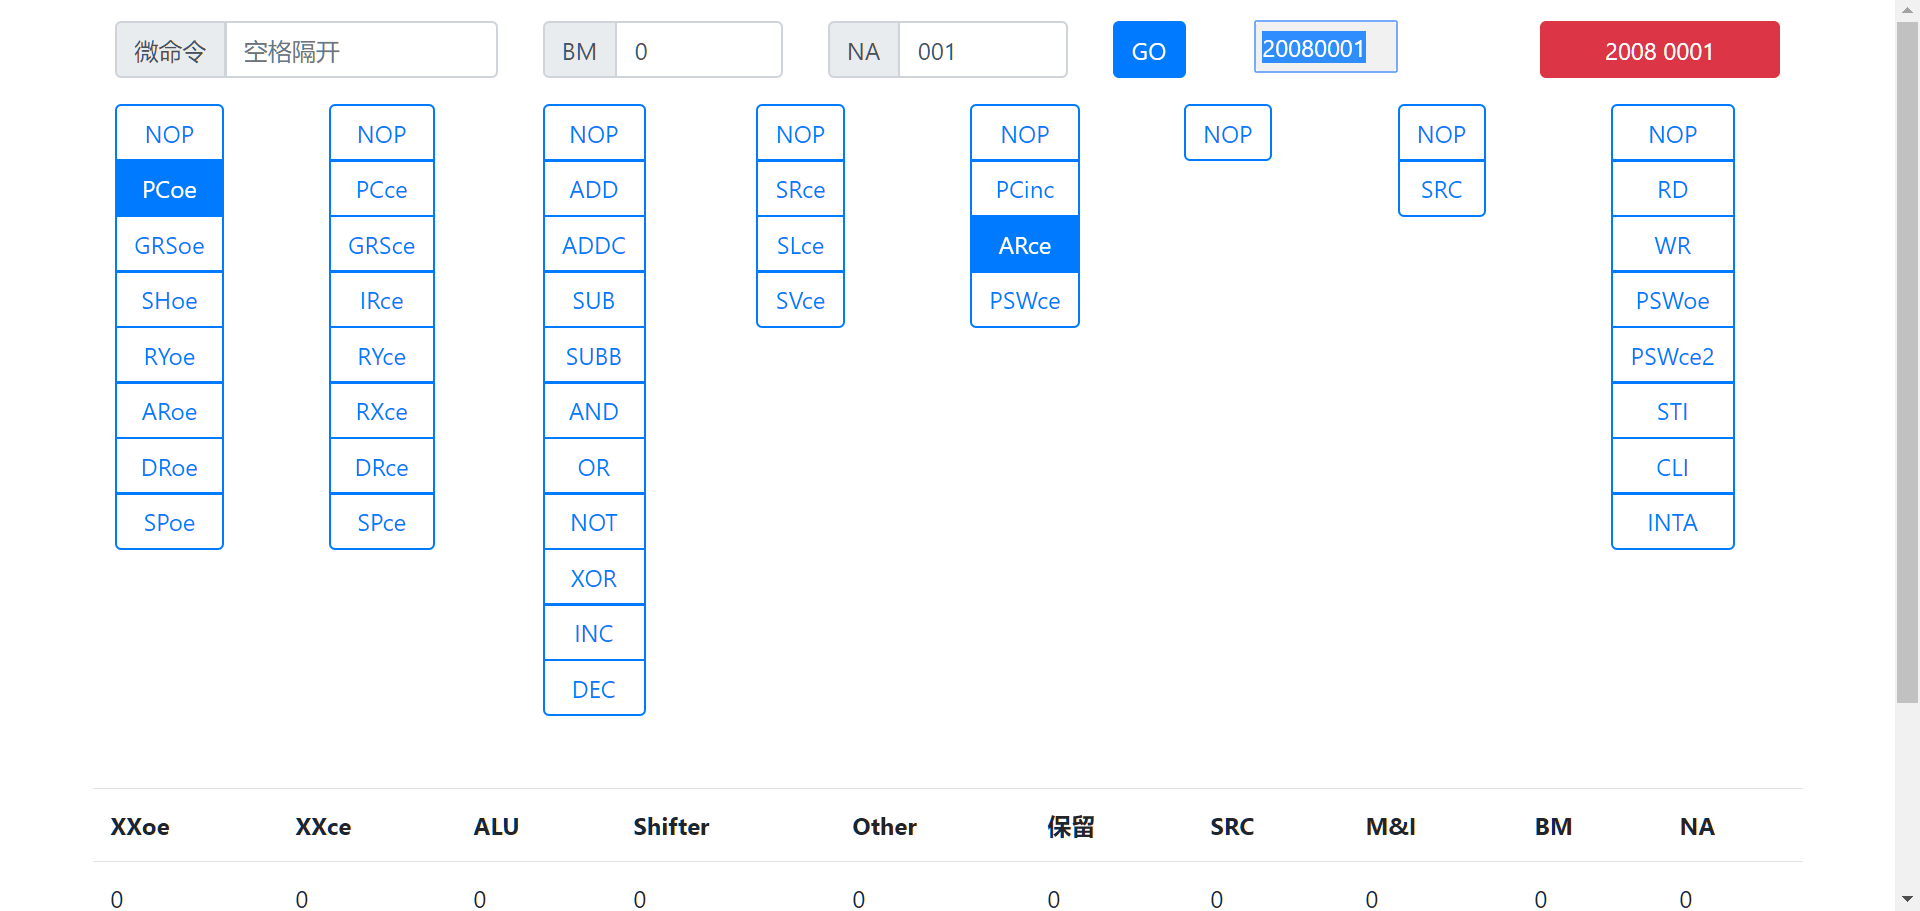 微命令 空格隔开 BM 0 NA 001 GO 20080001 2008 0001
NOP NOP NOP NOP NOP NOP NOP NOP
PCoe PCce ADD SRce PCinc SRC RD
GRSoe GRSce ADDC SLce ARce WR
SHoe IRce SUB SVce PSWce PSWoe
RYoe RYce SUBB PSWce2
ARoe RXce AND STI
DRoe DRce OR CLI
SPoe SPce NOT INTA
XOR
INC
DEC
XXoe XXce ALU Shifter Other 保留 SRC M&I BM NA
0 0 0 0 0 0 0 0 0 0